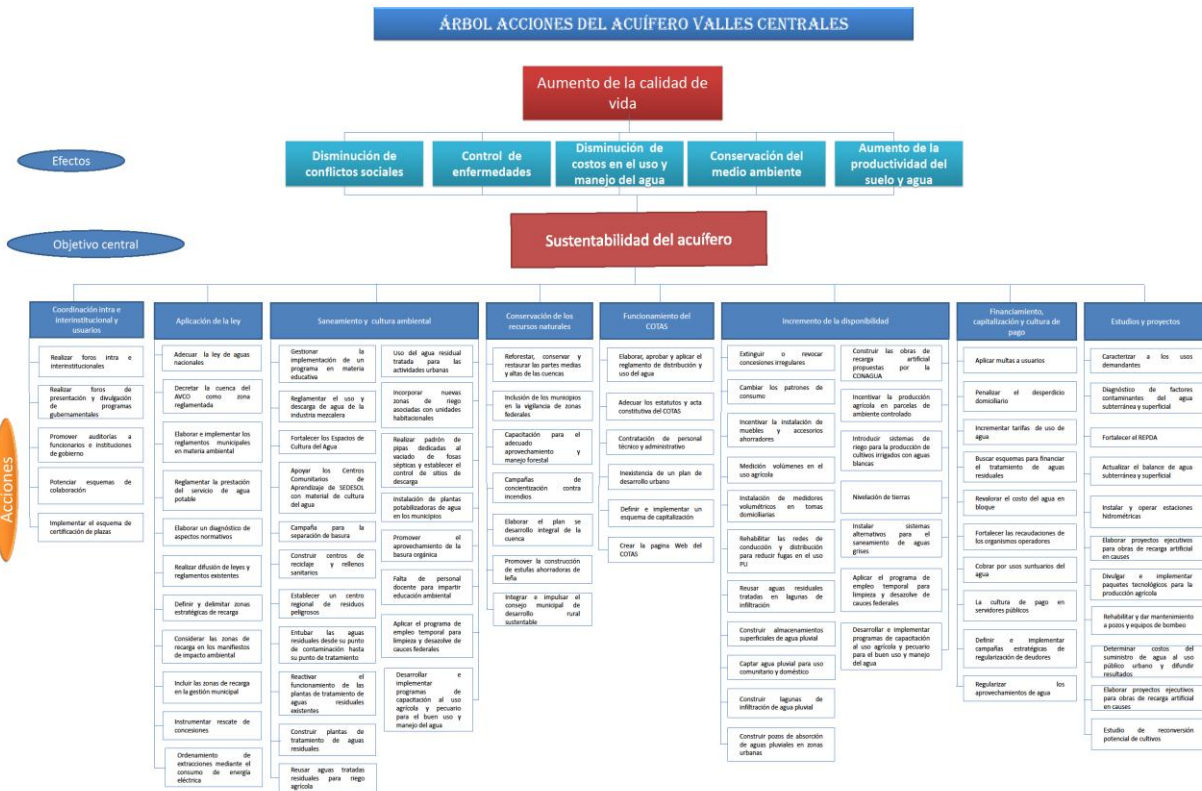 ÁRBOL ACCIONES DEL ACUÍFERO VALLES CENTRALES
Aumento de la calidad de
vida
Efectos
Disminución de
conflictos sociales
Control de
enfermedades
Disminución de
costos en el uso y
manejo del agua
Conservación del
medio ambiente
Aumento de la
productividad del
suelo y agua
Objetivo central
Sustentabilidad del acuífero
Acciones
Coordinación intra e
interinstitucional y
usuarios
Realizar foros intra e
interinstitucionales
Realizar foros de
presentación y divulgación de
programas
gubernamentales
Promover auditorias a
funcionarios e instituciones
de gobierno
Potenciar esquemas de
colaboración
Implementar el esquema de
certificación de plazas
Aplicación de la ley
Adecuar la ley de aguas
nacionales
Decretar la cuenca del
AVCO como zona
reglamentada
Elaborar e implementar los
reglamentos municipales
en materia ambiental
Reglamentar la prestación
del servicio de agua
potable
Elaborar un diagnóstico de
aspectos normativos
Realizar difusión de leyes y
reglamentos existentes
Definir y delimitar zonas
estratégicas de recarga
Considerar las zonas de
recarga en los manifiestos
de impacto ambiental
Incluir las zonas de recarga
en la gestión municipal
Instrumentar rescate de
concesiones
Ordenamiento de
extracciones mediante el
consumo de energía
eléctrica
Saneamiento y cultura ambiental
Gestionar la
implementación de un
programa en materia
educativa
Reglamentar el uso y
descarga de agua de la
industria mezcalera
Fortalecer los Espacios de
Cultura del Agua
Apoyar los Centros
Comunitarios de
Aprendizaje de SEDESOL
con material de cultura
del agua
Campaña para la
separación de basura
Construir centros de
reciclaje y rellenos
sanitarios
Establecer un centro
regional de residuos
peligrosos
Entubar las aguas
residuales desde su punto
de contaminación hasta
su punto de tratamiento
Reactivar el
funcionamiento de las
plantas de tratamiento de
aguas residuales
existentes
Construir plantas de
tratamiento de aguas
residuales
Reusar aguas tratadas
residuales para riego
agrícola
Uso del agua residual
tratada para las
actividades urbanas
Incorporar nuevas
zonas de riego
asociadas con unidades
habitacionales
Realizar padrón de
pipas dedicadas al
vaciado de fosas
sépticas y establecer el
control de sitios de
descarga
Instalación de plantas
potabilizadoras de agua
en los municipios
Promover el
aprovechamiento de la
basura orgánica
Falta de personal
docente para impartir
educación ambiental
Aplicar el programa de
empleo temporal para
limpieza y desazolve de
cauces federales
Desarrollar e
implementar
programas de
capacitación al uso
agrícola y pecuario
para el buen uso y
manejo del agua
Conservación de los
recursos naturales
Reforestar, conservar y
restaurar las partes medias y
altas de las cuencas
Inclusión de los municipios
en la vigilancia de zonas
federales
Capacitación para el
adecuado
aprovechamiento y
manejo forestal
Campañas de
concientización contra
incendios
Elaborar el plan se
desarrollo integral de la
cuenca
Promover la construcción
de estufas ahorradoras de
leña
Integrar e impulsar el
consejo municipal de
desarrollo rural
sustentable
Funcionamiento del
COTAS
Elaborar, aprobar y aplicar el
reglamento de distribución y
uso del agua
Adecuar los estatutos y acta
constitutiva del COTAS
Contratación de personal
técnico y administrativo
Inexistencia de un plan de
desarrollo urbano
Definir e implementar un
esquema de capitalización
Crear la pagina Web del
COTAS
Incremento de la disponibilidad
Extinguir o revocar
concesiones irregulares
Cambiar los patrones de
consumo
Incentivar la instalación de
muebles y accesorios
ahorradores
Medición volúmenes en el
uso agrícola
Instalación de medidores
volumétricos en tomas
domiciliarias
Rehabilitar las redes de
conducción y distribución
para reducir fugas en el uso
PU
Reusar aguas residuales
tratadas en lagunas de
infiltración
Construir almacenamientos
superficiales de agua pluvial
Captar agua pluvial para uso
comunitario y doméstico
Construir lagunas de
infiltración de agua pluvial
Construir pozos de absorción
de aguas pluviales en zonas
urbanas
Construir las obras de
recarga artificial
propuestas por la
CONAGUA
Incentivar la producción
agrícola en parcelas de
ambiente controlado
Introducir sistemas de
riego para la producción de
cultivos irrigados con aguas
blancas
Nivelación de tierras
Instalar sistemas
alternativos para el
saneamiento de aguas
grises
Aplicar el programa de
empleo temporal para
limpieza y desazolve de
cauces federales
Desarrollar e implementar
programas de capacitación
al uso agrícola y pecuario
para el buen uso y manejo
del agua
Financiamiento,
capitalización y cultura de
pago
Aplicar multas a usuarios
Penalizar el desperdicio
domiciliario
Incrementar tarifas de uso
de agua
Buscar esquemas para financiar
el tratamiento de aguas
residuales
Revalorar el costo del agua en
bloque
Fortalecer las recaudaciones de
los organismos operadores
Cobrar por usos suntuarios del
agua
La cultura de pago en
servidores públicos
Definir e implementar
campañas estratégicas de
regularización de deudores
Regularizar los
aprovechamientos de agua
Estudios y proyectos
Caracterizar a los usos
demandantes
Diagnóstico de factores
contaminantes del agua
subterránea y superficial
Fortalecer el REPDA
Actualizar el balance de agua
subterránea y superficial
Instalar y operar estaciones
hidrométricas
Elaborar proyectos ejecutivos
para obras de recarga artificial
en causes
Divulgar e implementar
paquetes tecnológicos para la
producción agrícola
Rehabilitar y dar mantenimiento
a pozos y equipos de bombeo
Determinar costos del
suministro de agua al uso
público urbano y difundir
resultados
Elaborar proyectos ejecutivos
para obras de recarga artificial
en causes
Estudio de reconversión
potencial de cultivos